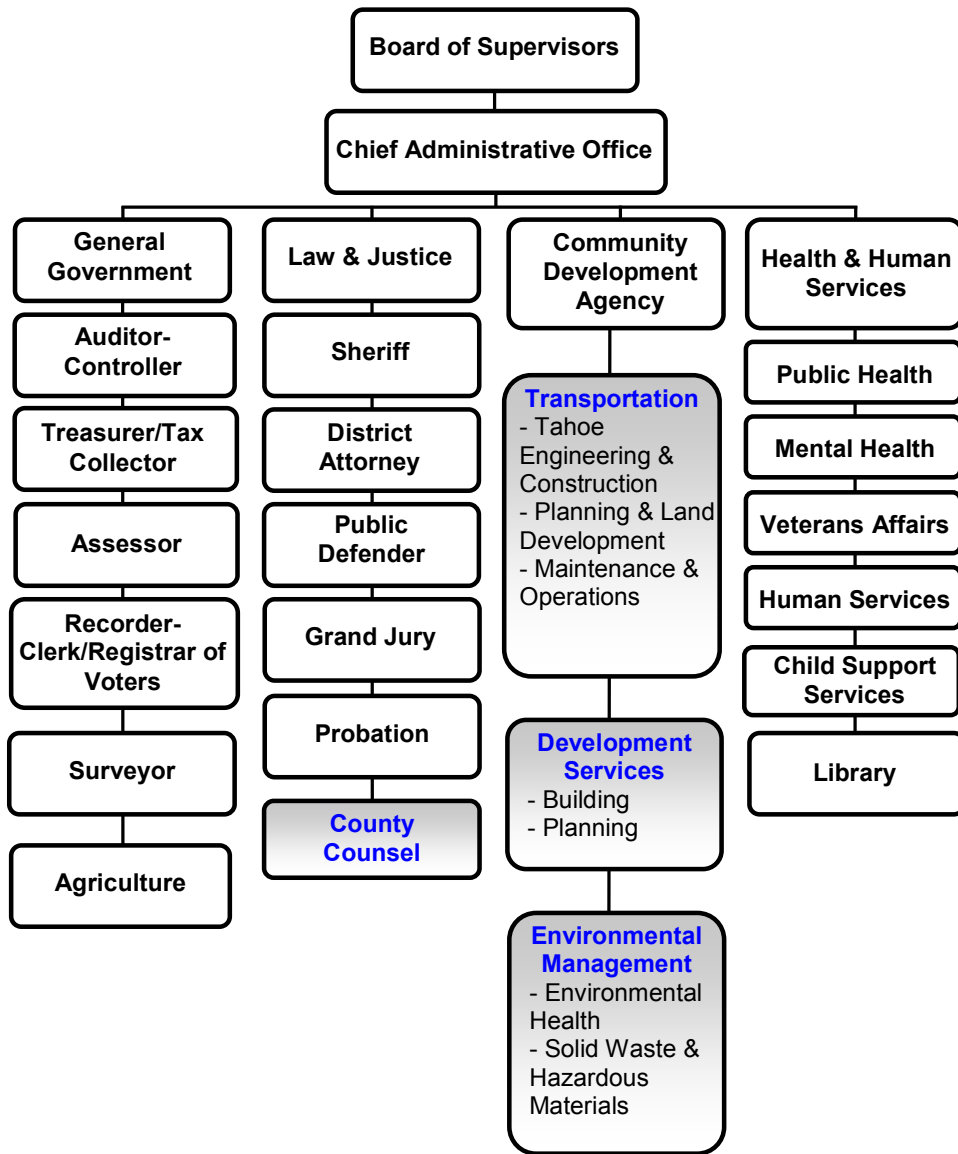 Board of Supervisors
Chief Administrative Office
General
Government
Auditor-
Controller
Treasurer/Tax
Collector
Assessor
Recorder-
Clerk/Registrar of
Voters
Surveyor
Agriculture
Law & Justice
Sheriff
District
Attorney
Public
Defender
Grand Jury
Probation
County
Counsel
Community
Development
Agency
Transportation
- Tahoe
Engineering &
Construction
- Planning & Land
Development
- Maintenance &
Operations
Development
Services
- Building
- Planning
Environmental
Management
- Environmental
Health
- Solid Waste &
Hazardous
Materials
Health & Human
Services
Public Health
Mental Health
Veterans Affairs
Human Services
Child Support
Services
Library